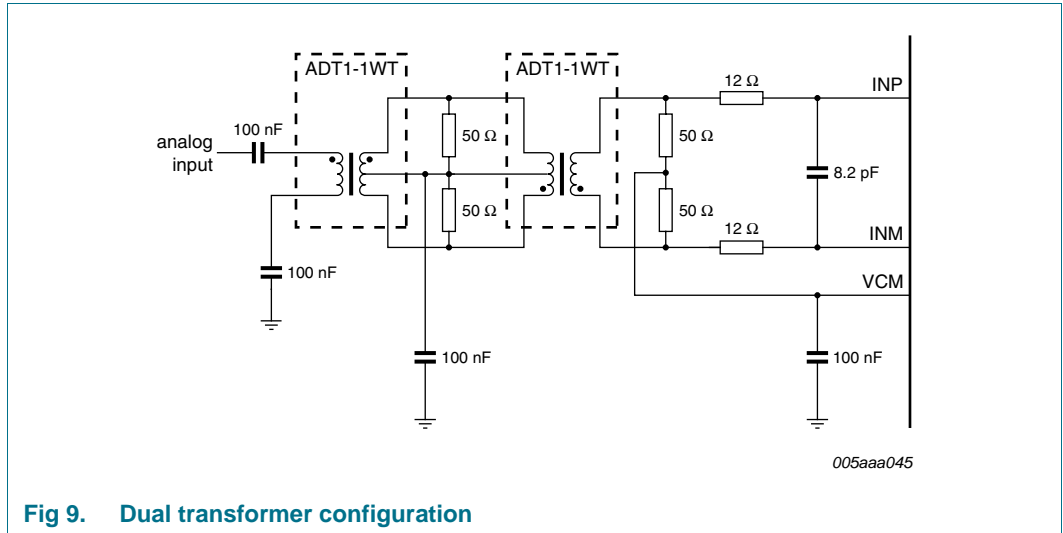 ADT1-1WT
ADT1-1WT
12 Ω
INP
100 nF
analog
input
50 Ω
50 Ω
8.2 pF
50 Ω
50 Ω
12 Ω
INM
100 nF
VCM
100 nF
100 nF
005aaa045
Fig 9. Dual transformer configuration